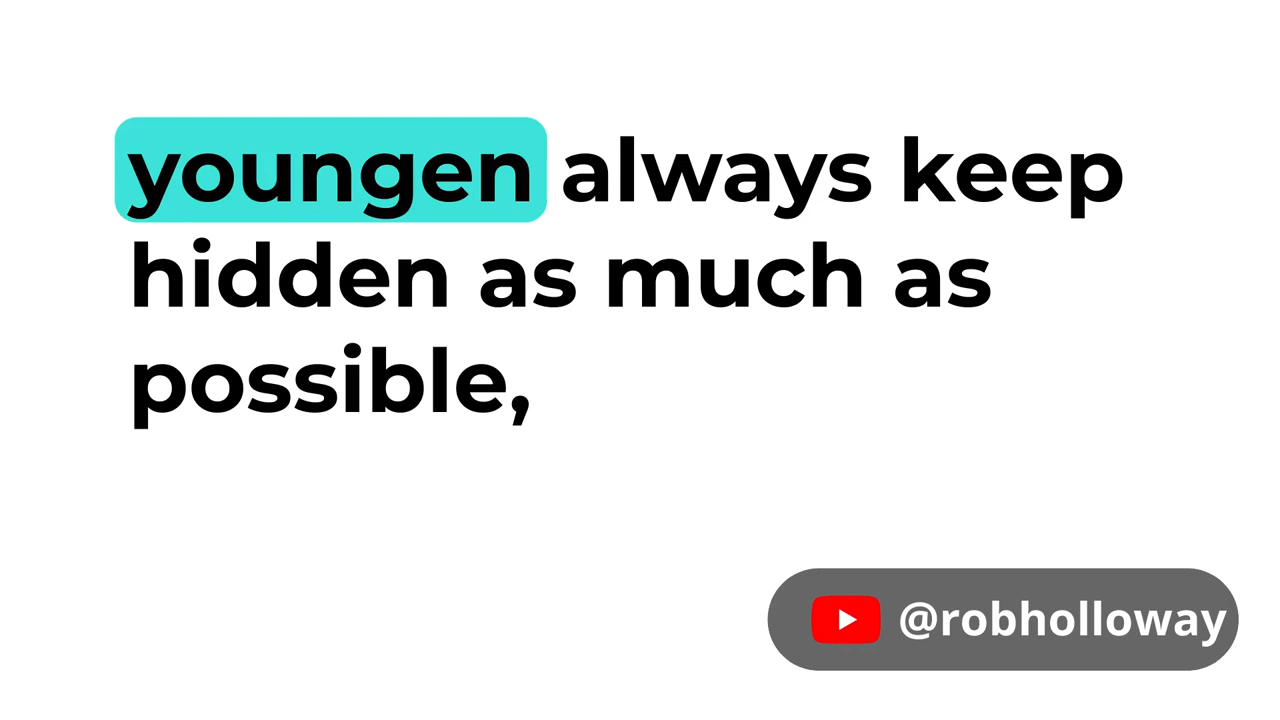 youngen always keep
hidden as much as
possible,
@robholloway